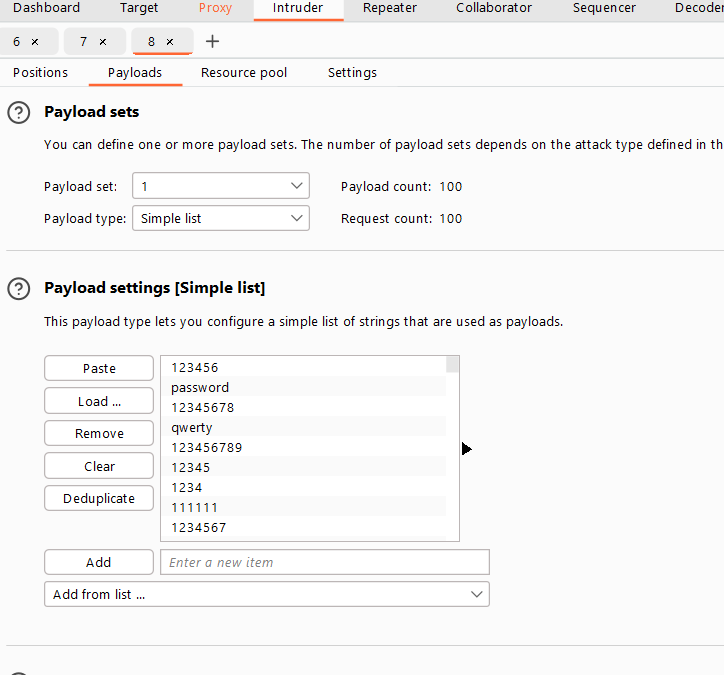 Dashboard Target Proxy Intruder Repeater Collaborator Sequencer Decoder
6 × 7 × 8 × +
Positions Payloads Resource pool Settings
? Payload sets
You can define one or more payload sets. The number of payload sets depends on the attack type defined in th
Payload set: 1 Payload count: 100
Payload type: Simple list Request count: 100
? Payload settings [Simple list]
This payload type lets you configure a simple list of strings that are used as payloads.
Paste
Load ...
Remove
Clear
Deduplicate
123456
password
12345678
qwerty
123456789
12345
1234
111111
1234567
Add Enter a new item
Add from list ...